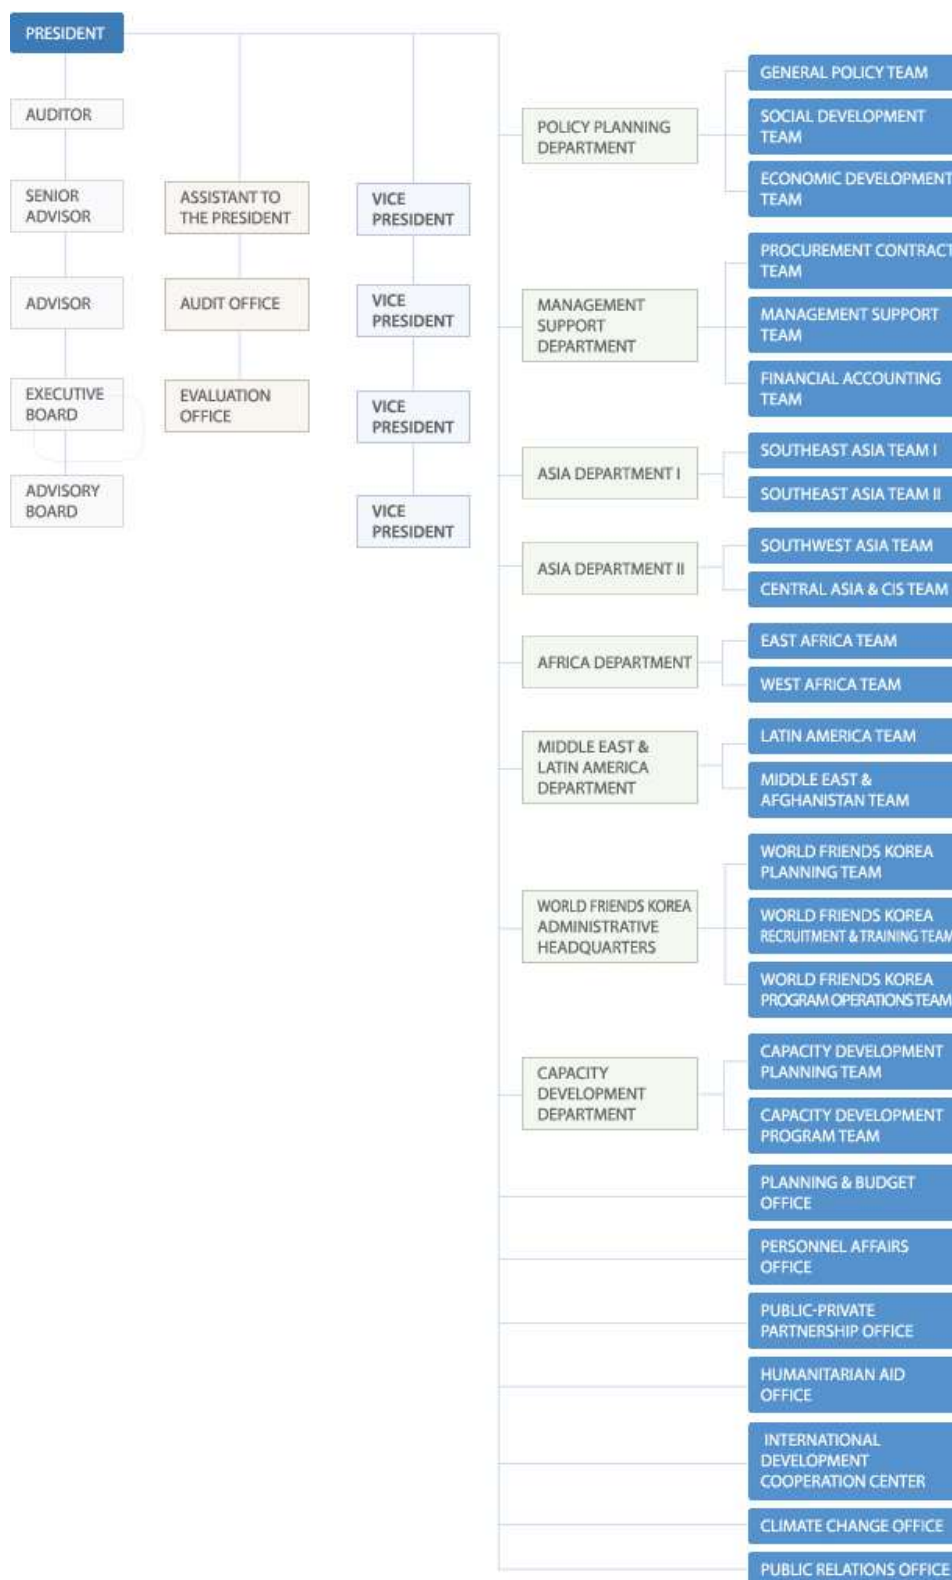 PRESIDENT
AUDITOR
SENIOR
ADVISOR
ADVISOR
EXECUTIVE
BOARD
ADVISORY
BOARD
ASSISTANT TO
THE PRESIDENT
AUDIT OFFICE
EVALUATION
OFFICE
VICE
PRESIDENT
VICE
PRESIDENT
VICE
PRESIDENT
VICE
PRESIDENT
POLICY PLANNING
DEPARTMENT
GENERAL POLICY TEAM
SOCIAL DEVELOPMENT
TEAM
ECONOMIC DEVELOPMENT
TEAM
MANAGEMENT
SUPPORT
DEPARTMENT
PROCUREMENT CONTRACT
TEAM
MANAGEMENT SUPPORT
TEAM
FINANCIAL ACCOUNTING
TEAM
ASIA DEPARTMENT I
SOUTHEAST ASIA TEAM I
SOUTHEAST ASIA TEAM II
ASIA DEPARTMENT II
SOUTHWEST ASIA TEAM
CENTRAL ASIA & CIS TEAM
AFRICA DEPARTMENT
EAST AFRICA TEAM
WEST AFRICA TEAM
MIDDLE EAST &
LATIN AMERICA
DEPARTMENT
LATIN AMERICA TEAM
MIDDLE EAST &
AFGHANISTAN TEAM
WORLD FRIENDS KOREA
ADMINISTRATIVE
HEADQUARTERS
WORLD FRIENDS KOREA
PLANNING TEAM
WORLD FRIENDS KOREA
RECRUITMENT & TRAINING TEAM
WORLD FRIENDS KOREA
PROGRAM OPERATIONS TEAM
CAPACITY
DEVELOPMENT
DEPARTMENT
CAPACITY DEVELOPMENT
PLANNING TEAM
CAPACITY DEVELOPMENT
PROGRAM TEAM
PLANNING & BUDGET
OFFICE
PERSONNEL AFFAIRS
OFFICE
PUBLIC-PRIVATE
PARTNERSHIP OFFICE
HUMANITARIAN AID
OFFICE
INTERNATIONAL
DEVELOPMENT
COOPERATION CENTER
CLIMATE CHANGE OFFICE
PUBLIC RELATIONS OFFICE